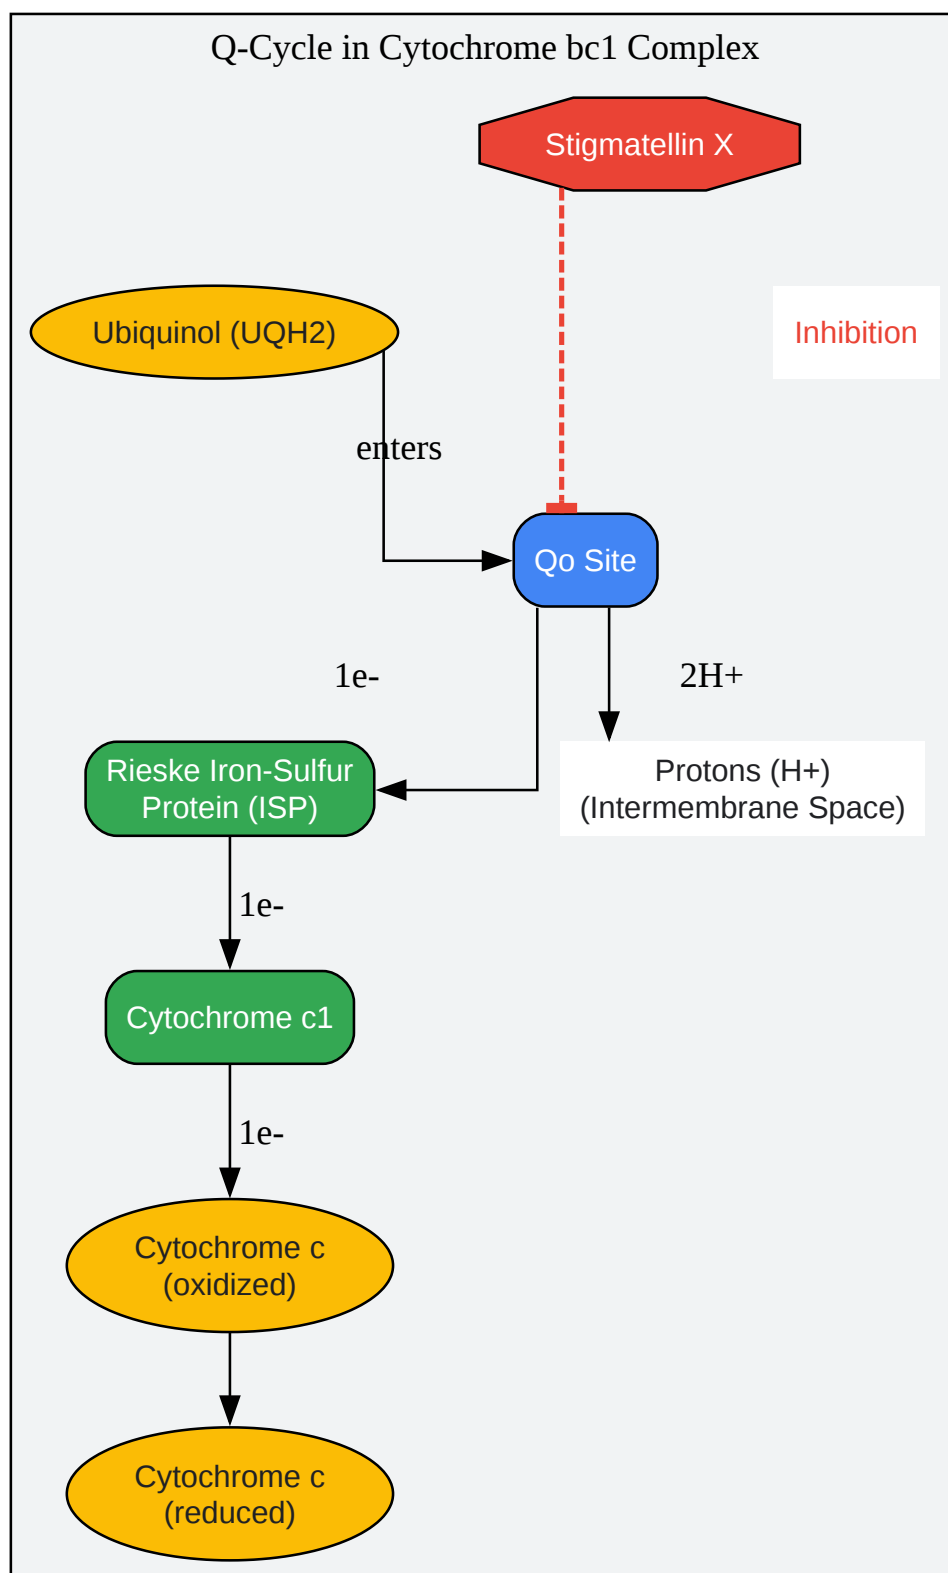 Q-Cycle in Cytochrome bc1 Complex
Stigmatellin X
Ubiquinol (UQH2)
Inhibition
enters
Qo Site
1e-
2H+
Rieske Iron-Sulfur
Protein (ISP)
Protons (H+)
(Intermembrane Space)
1e-
Cytochrome c1
1e-
Cytochrome c
(oxidized)
Cytochrome c
(reduced)